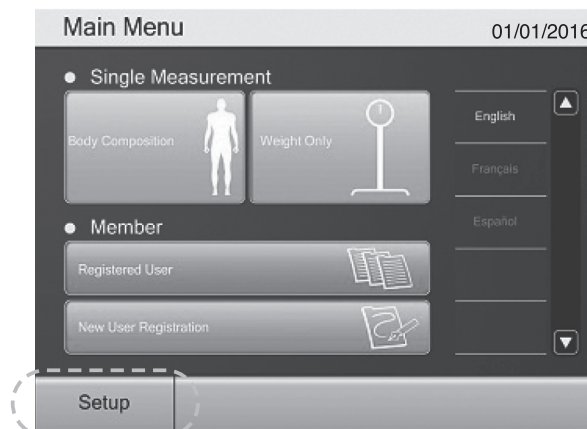 Main Menu 01/01/2016
Single Measurement
Body Composition
Weight Only
Member
Registered User
New User Registration
English
Français
Español
Setup